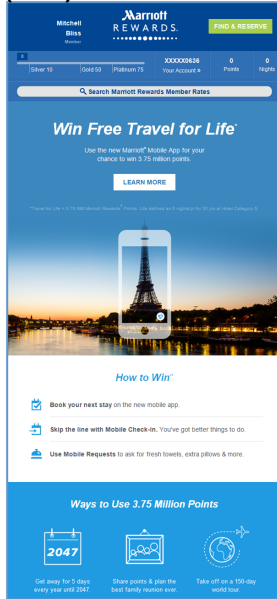 Mitchell
Bliss
Member
Marriott
REWARDS.
FIND & RESERVE
0
Silver 10 Gold 50 Platinum 75
XXXXX0636
Your Account »
0
Points
0
Nights
Search Marriott Rewards Member Rates
Win Free Travel for Life*
Use the new Marriott® Mobile App for your
chance to win 3.75 million points.
LEARN MORE
How to Win**
Book your next stay on the new mobile app.
Skip the line with Mobile Check-in. You've got better things to do.
Use Mobile Requests to ask for fresh towels, extra pillows & more.
Ways to Use 3.75 Million Points
2047
Get away for 5 days
every year until 2047.
Share points & plan the
best family reunion ever.
Take off on a 150-day
world tour.